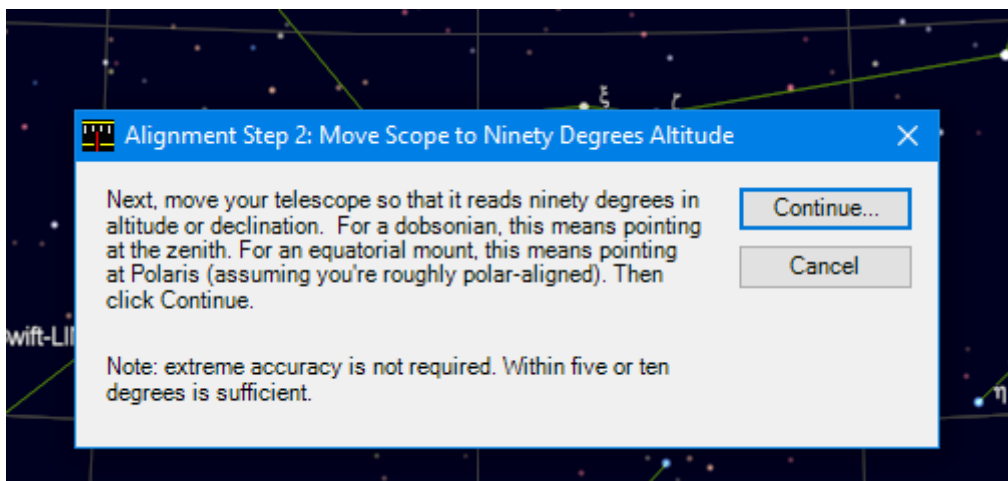 ξ
ζ
Alignment Step 2: Move Scope to Ninety Degrees Altitude
Next, move your telescope so that it reads ninety degrees in
altitude or declination.  For a dobsonian, this means pointing
at the zenith. For an equatorial mount, this means pointing
at Polaris (assuming you're roughly polar-aligned). Then
click Continue.
Continue...
Cancel
wift-LI
Note: extreme accuracy is not required. Within five or ten
degrees is sufficient.
η